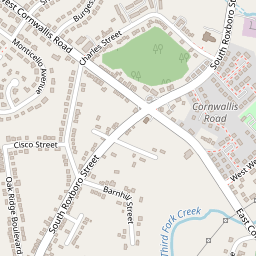 West Cornwallis Road
Burges
Charles Street
South Roxboro Street
Monticello
Avenue
Cornwallis
Road
Cisco Street
Oak Ridge Boulevard
South Roxboro Street
Barnhill Street
Third Fork Creek
West We
East Co